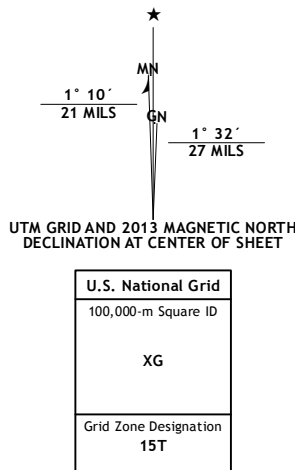 MN
1° 10´
21 MILS
GN
1° 32´
27 MILS
UTM GRID AND 2013 MAGNETIC NORTH
DECLINATION AT CENTER OF SHEET
U.S. National Grid
100,000-m Square ID
XG
Grid Zone Designation
15T